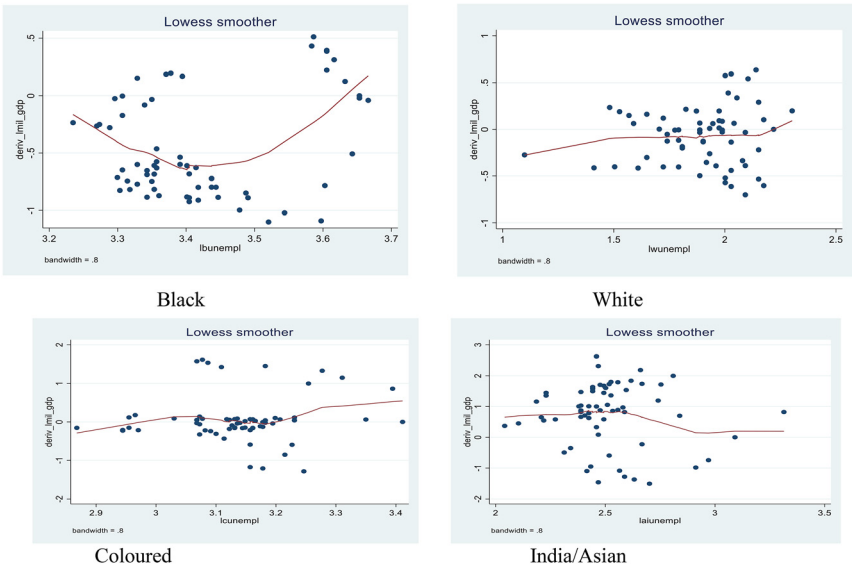 Lowess smoother
.5
0
-.5
-1
deriv_lmil_gdp
3.2 3.3 3.4 3.5 3.6 3.7
lbunempl
bandwidth = .8
Black
Lowess smoother
1
.5
0
-.5
-1
deriv_lmil_gdp
1 1.5 2 2.5
lwunempl
bandwidth = .8
White
Lowess smoother
2
1
0
-1
-2
deriv_lmil_gdp
2.9 3 3.1 3.2 3.3 3.4
lcunempl
bandwidth = .8
Coloured
Lowess smoother
3
2
1
0
-1
-2
deriv_lmil_gdp
2 2.5 3 3.5
laiunempl
bandwidth = .8
India/Asian